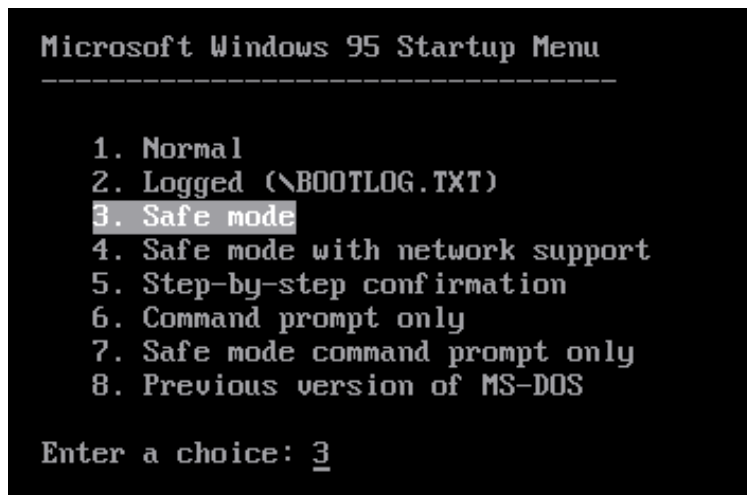 Microsoft Windows 95 Startup Menu
----------------------------------
1. Normal
2. Logged (\BOOTLOG.TXT)
3. Safe mode
4. Safe mode with network support
5. Step-by-step confirmation
6. Command prompt only
7. Safe mode command prompt only
8. Previous version of MS-DOS
Enter a choice: 3